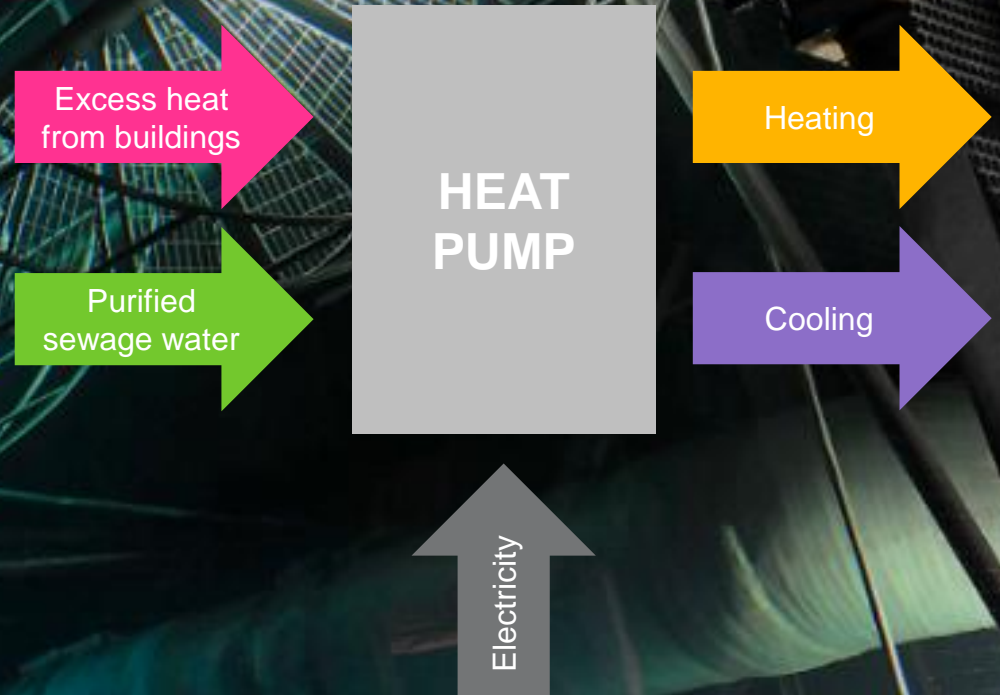 Excess heat
from buildings
HEAT
PUMP
Heating
Purified
sewage water
Cooling
Electricity